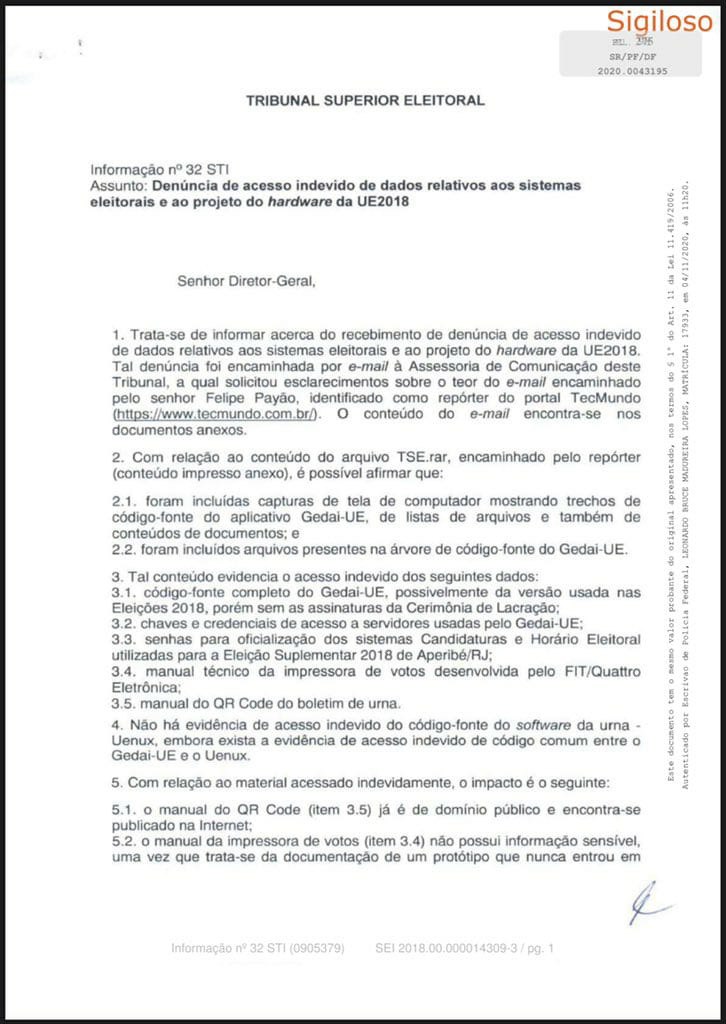 Sigiloso
SR/PF/DF
2020.0043195
TRIBUNAL SUPERIOR ELEITORAL
Informação nº 32 STI
Assunto: Denúncia de acesso indevido de dados relativos aos sistemas
eleitorais e ao projeto do hardware da UE2018
Senhor Diretor-Geral,
1. Trata-se de informar acerca do recebimento de denúncia de acesso indevido
de dados relativos aos sistemas eleitorais e ao projeto do hardware da UE2018.
Tal denúncia foi encaminhada por e-mail à Assessoria de Comunicação deste
Tribunal, a qual solicitou esclarecimentos sobre o teor do e-mail encaminhado
pelo senhor Felipe Payão, identificado como repórter do portal TecMundo
(https://www.tecmundo.com.br/). O conteúdo do e-mail encontra-se nos
documentos anexos.
2. Com relação ao conteúdo do arquivo TSE.rar, encaminhado pelo repórter
(conteúdo impresso anexo), é possível afirmar que:
2.1. foram incluídas capturas de tela de computador mostrando trechos de
código-fonte do aplicativo Gedai-UE, de listas de arquivos e também de
conteúdos de documentos; e
2.2. foram incluídos arquivos presentes na árvore de código-fonte do Gedai-UE.
3. Tal conteúdo evidencia o acesso indevido dos seguintes dados:
3.1. código-fonte completo do Gedai-UE, possivelmente da versão usada nas
Eleições 2018, porém sem as assinaturas da Cerimônia de Lacração;
3.2. chaves e credenciais de acesso a servidores usadas pelo Gedai-UE;
3.3. senhas para oficialização dos sistemas Candidaturas e Horário Eleitoral
utilizadas para a Eleição Suplementar 2018 de Aperibé/RJ;
3.4. manual técnico da impressora de votos desenvolvida pelo FIT/Quattro
Eletrônica;
3.5. manual do QR Code do boletim de urna.
4. Não há evidência de acesso indevido do código-fonte do software da urna -
Uenux, embora exista a evidência de acesso indevido de código comum entre o
Gedai-UE e o Uenux.
5. Com relação ao material acessado indevidamente, o impacto é o seguinte:
5.1. o manual do QR Code (item 3.5) já é de domínio público e encontra-se
publicado na Internet;
5.2. o manual da impressora de votos (item 3.4) não possui informação sensível,
uma vez que trata-se da documentação de um protótipo que nunca entrou em
Informação nº 32 STI (0905379) SEI 2018.00.000014309-3 / pg. 1
Este documento tem o mesmo valor probante do original apresentado, nos termos do § 1º do Art. 11 da Lei 11.419/2006.
Autenticado por Escrivao de Polícia Federal, LEONARDO BRUCE MADUREIRA LOPES, MATRÍCULA: 17933, em 04/11/2020, às 11h20.